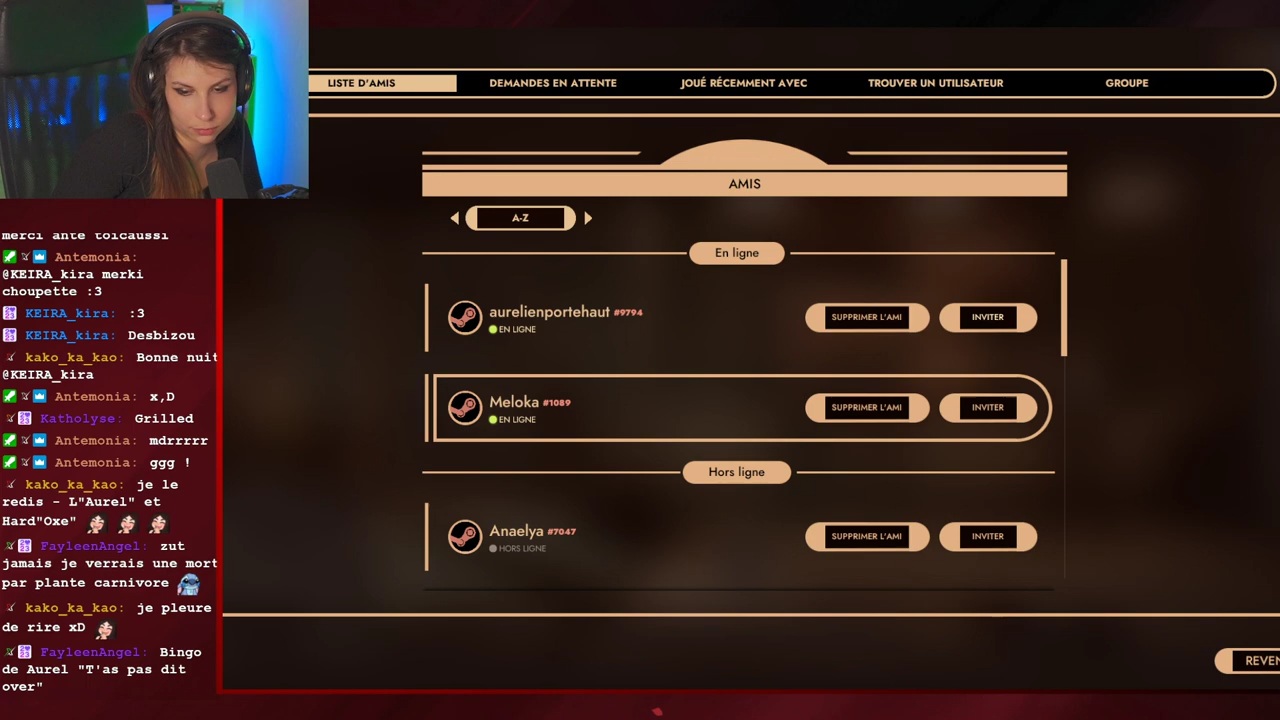 LISTE D'AMIS
DEMANDES EN ATTENTE
JOUÉ RÉCEMMENT AVEC
TROUVER UN UTILISATEUR
GROUPE
AMIS
A-Z
En ligne
aurelienportehaut #9794
EN LIGNE
SUPPRIMER L'AMI
INVITER
Meloka #1089
EN LIGNE
SUPPRIMER L'AMI
INVITER
Hors ligne
Anaelya #7047
HORS LIGNE
SUPPRIMER L'AMI
INVITER
REVEN
merci ante toicaussi
Antemonia:
@KEIRA_kira merki
choupette :3
KEIRA_kira: :3
KEIRA_kira: Desbizou
kako_ka_kao: Bonne nuit
@KEIRA_kira
Antemonia: x,D
Katholyse: Grilled
Antemonia: mdrrrrr
Antemonia: ggg !
kako_ka_kao: je le
redis - L"Aurel" et
Hard"Oxe"
FayleenAngel: zut
jamais je verrais une mort
par plante carnivore
kako_ka_kao: je pleure
de rire xD
FayleenAngel: Bingo
de Aurel "T'as pas dit
over"